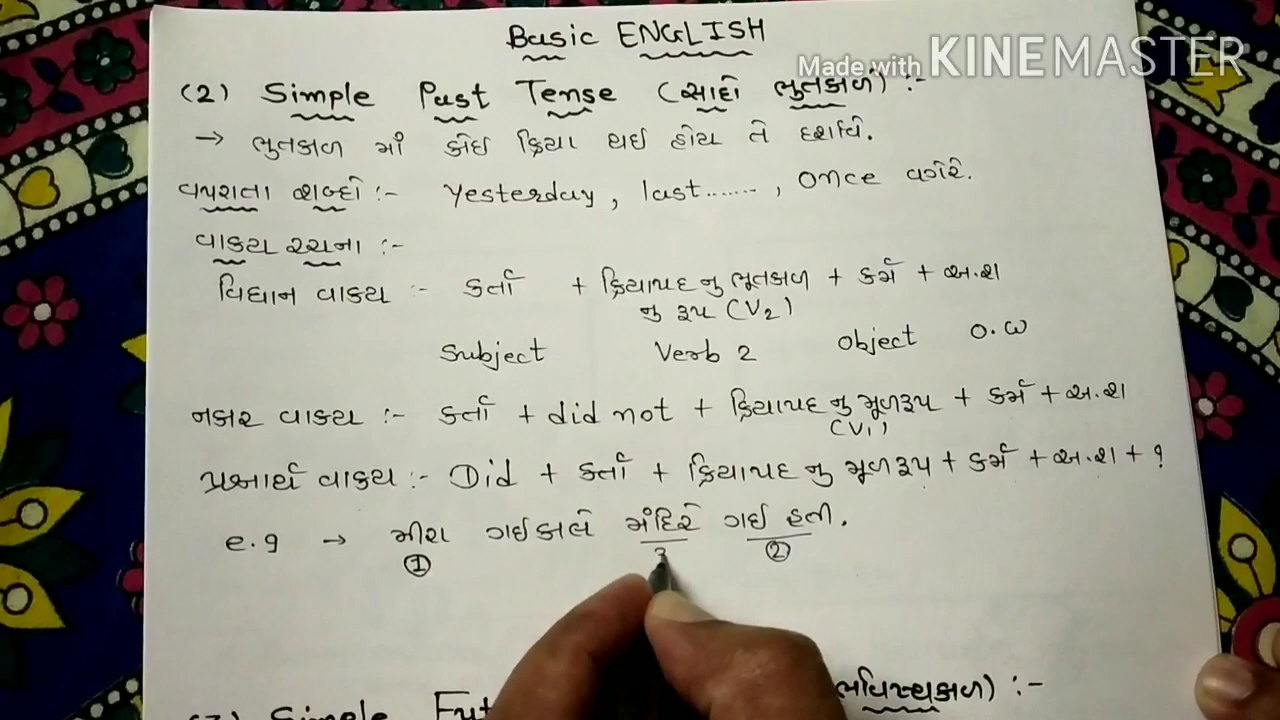 Basic ENGLISH
Made with KINEMASTER
(2) Simple Past Tense (સાદો ભુતકાળ) :-
→ ભુતકાળ માં કોઈ ક્રિયા થઈ હોય તે દર્શાવે.
વપરાતા શબ્દો :- Yesterday, last......., once વગેરે.
વાક્ય રચના :-
વિધાન વાક્ય :- કર્તા + ક્રિયાપદ નુ ભુતકાળ + કર્મ + અ.શ
નુ રૂપ (V2)
Subject Verb 2 Object O.W
નકાર વાક્ય :- કર્તા + did not + ક્રિયાપદ નુ મૂળરૂપ + કર્મ + અ.શ
(V1)
પ્રશ્નાર્થ વાક્ય :- Did + કર્તા + ક્રિયાપદ નુ મૂળરૂપ + કર્મ + અ.શ + ?
e.g → મીરા ગઈકાલે મંદિરે ગઈ હતી.
① ②
Simple Fut ભવિષ્યકાળ) :-